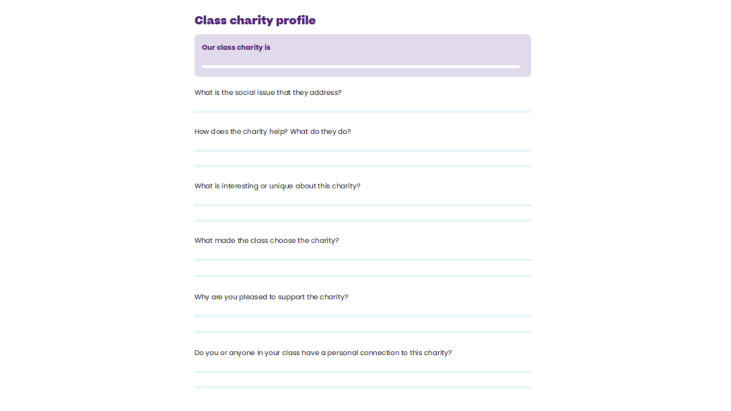 Class charity profile
Our class charity is
What is the social issue that they address?
How does the charity help? What do they do?
What is interesting or unique about this charity?
What made the class choose the charity?
Why are you pleased to support the charity?
Do you or anyone in your class have a personal connection to this charity?